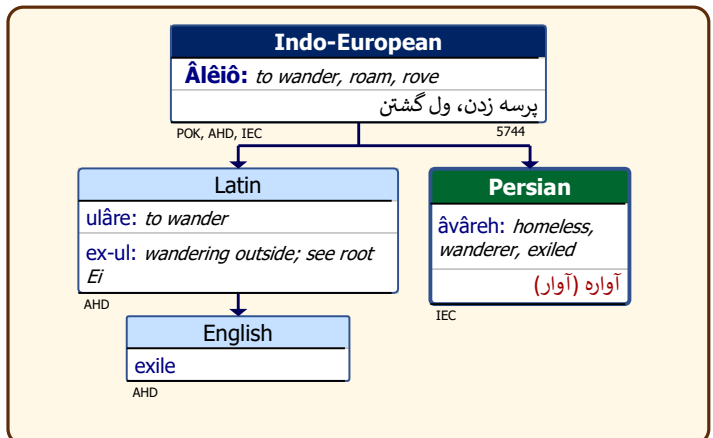 Indo-European
Âlêiô: to wander, roam, rove
پرسه زدن، ول گشتن
POK, AHD, IEC
5744
Latin
ulâre: to wander
ex-ul: wandering outside; see root
Ei
AHD
English
exile
AHD
Persian
âvâreh: homeless,
wanderer, exiled
آواره (آوار)
IEC